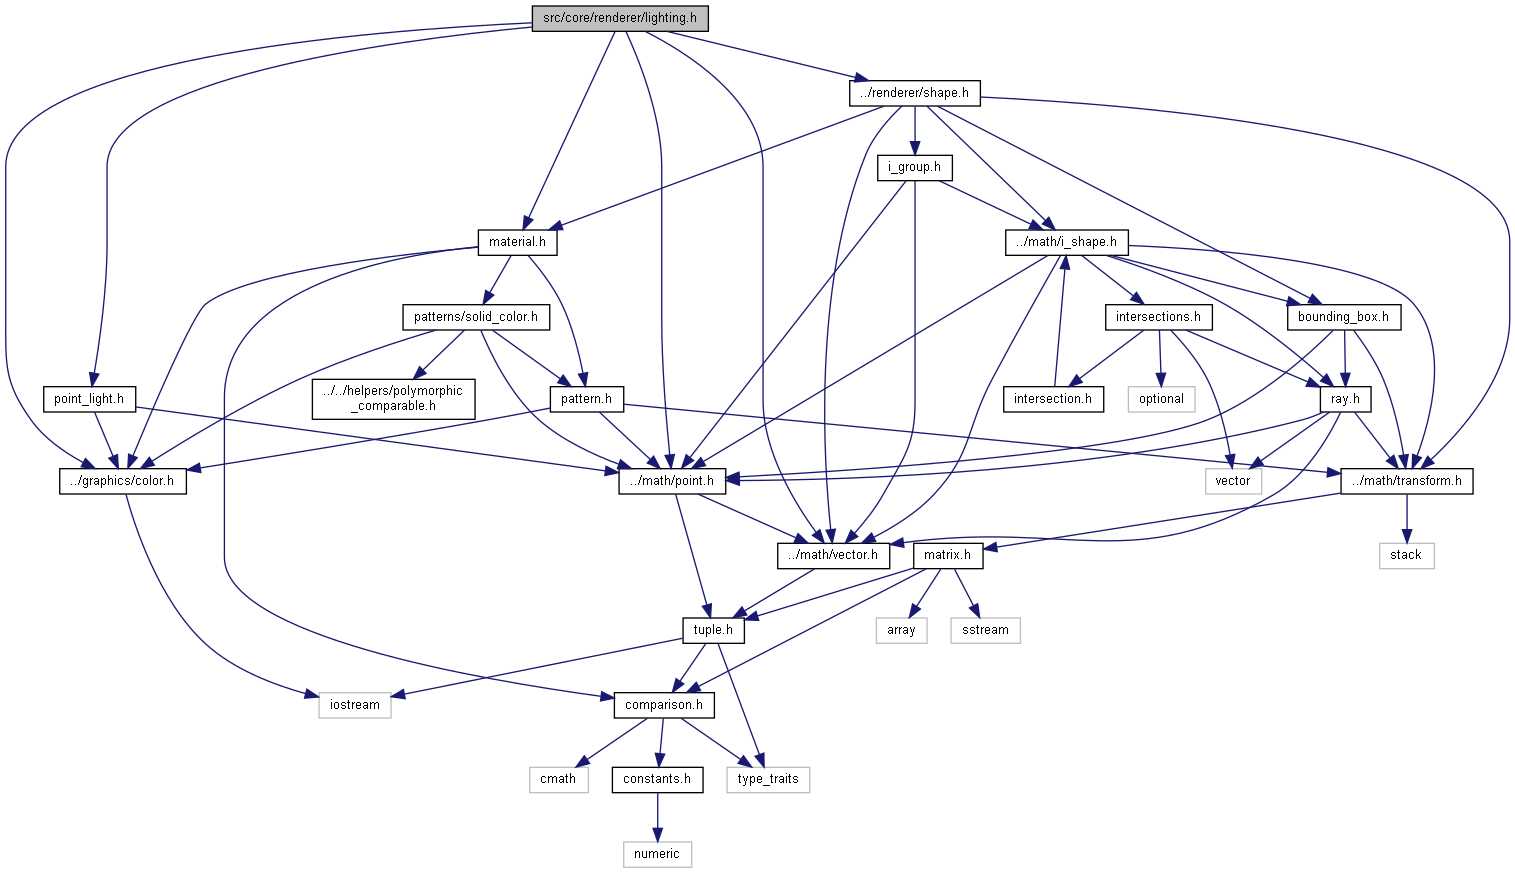 src/core/renderer/lighting.h
../renderer/shape.h
i_group.h
material.h
../math/i_shape.h
patterns/solid_color.h
intersections.h
bounding_box.h
point_light.h
../../helpers/polymorphic
_comparable.h
pattern.h
intersection.h
optional
ray.h
../graphics/color.h
../math/point.h
vector
../math/transform.h
../math/vector.h
matrix.h
stack
tuple.h
array
sstream
iostream
comparison.h
cmath
constants.h
type_traits
numeric